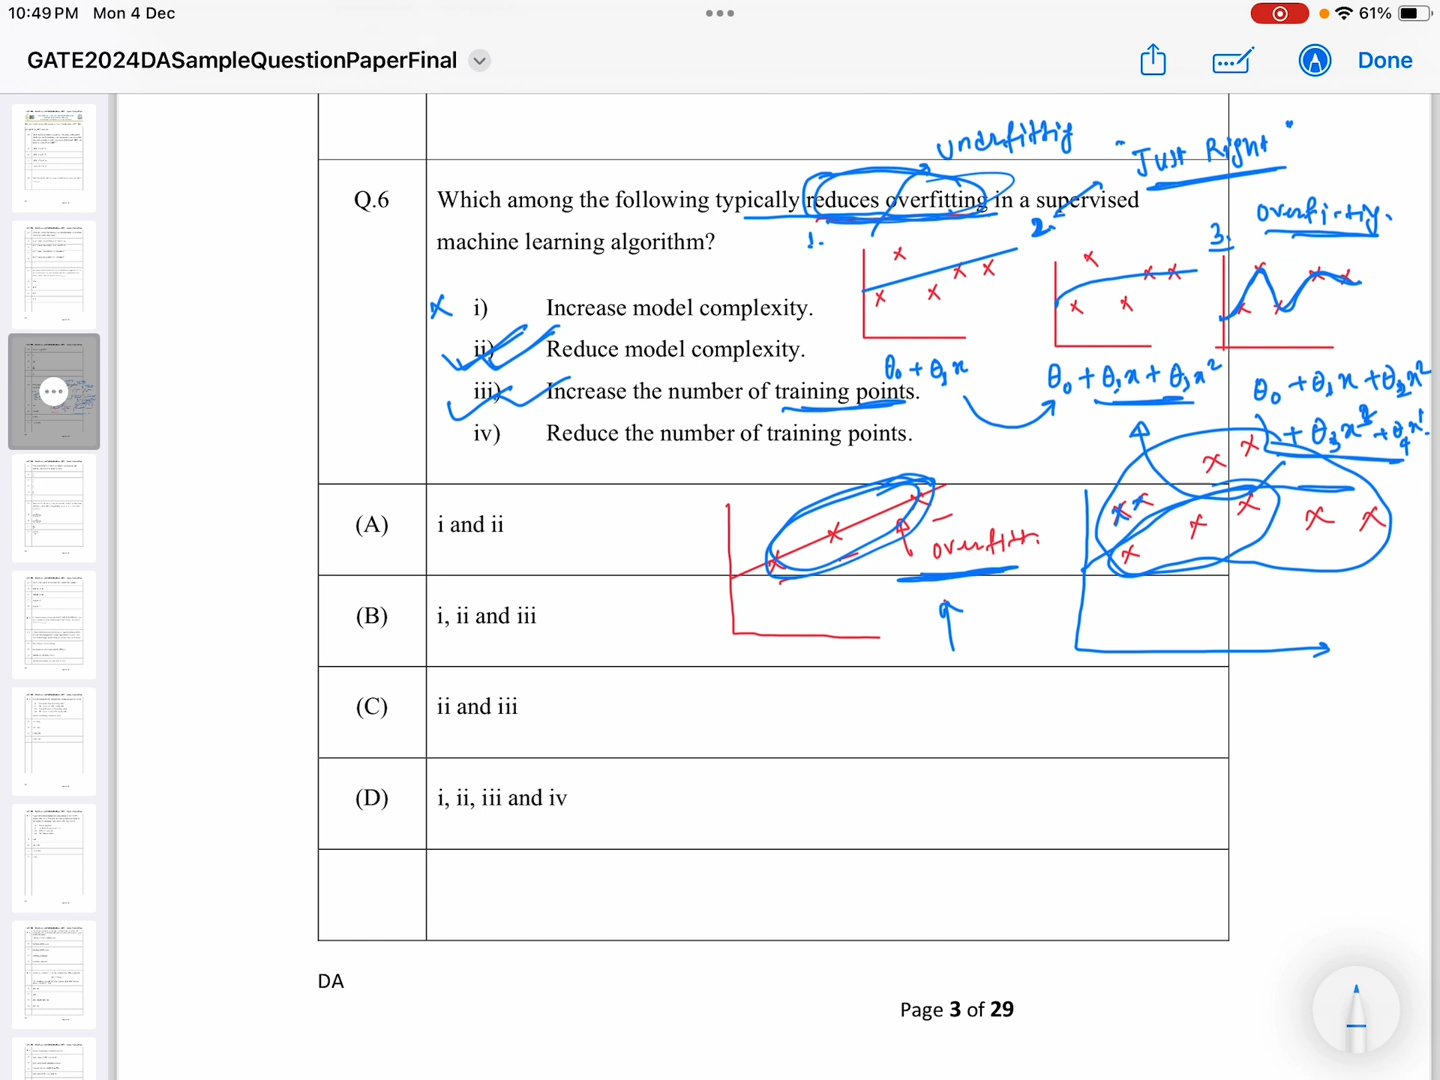 10:49 PM Mon 4 Dec
61%
GATE2024DASampleQuestionPaperFinal
Done
underfittig
"Just Right"
Q.6
Which among the following typically reduces overfitting in a supervised
machine learning algorithm?
1.
2.
3.
overfittig.
i) Increase model complexity.
ii) Reduce model complexity.
iii) Increase the number of training points.
iv) Reduce the number of training points.
θ₀ + θ₁x
θ₀ + θ₁x + θ₂x²
θ₀ + θ₁x + θ₂x²
+ θ₃x³ + θ₄x⁴
overfitt.
(A) i and ii
(B) i, ii and iii
(C) ii and iii
(D) i, ii, iii and iv
DA
Page 3 of 29